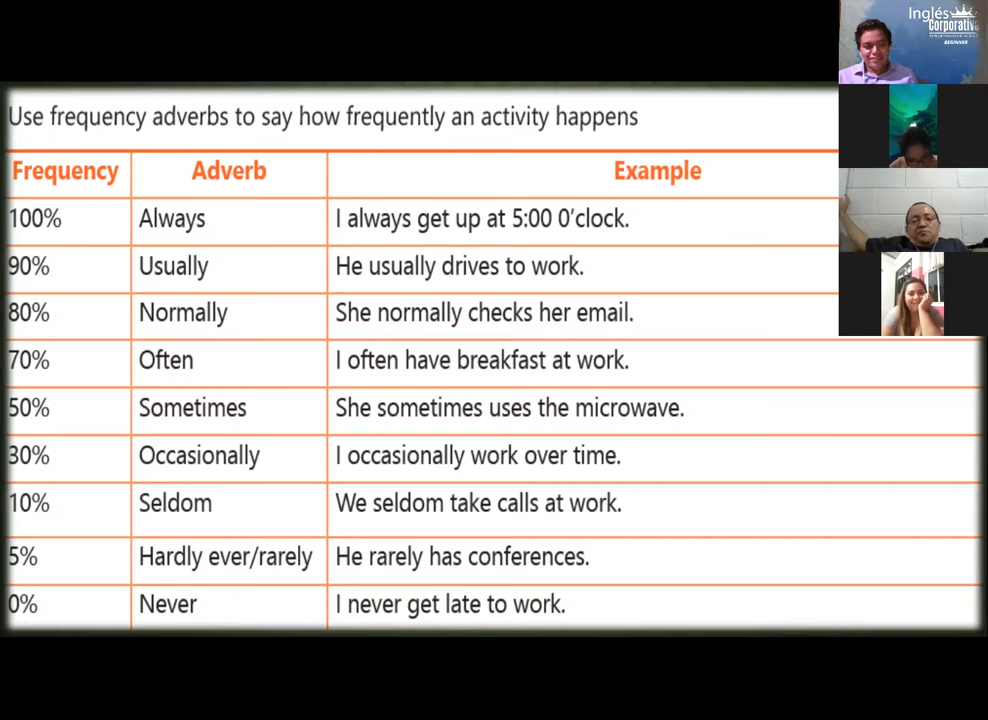 Inglés
Corporativo
BEGINNER
Use frequency adverbs to say how frequently an activity happens
Frequency Adverb Example
100% Always I always get up at 5:00 0’clock.
90% Usually He usually drives to work.
80% Normally She normally checks her email.
70% Often I often have breakfast at work.
50% Sometimes She sometimes uses the microwave.
30% Occasionally I occasionally work over time.
10% Seldom We seldom take calls at work.
5% Hardly ever/rarely He rarely has conferences.
0% Never I never get late to work.